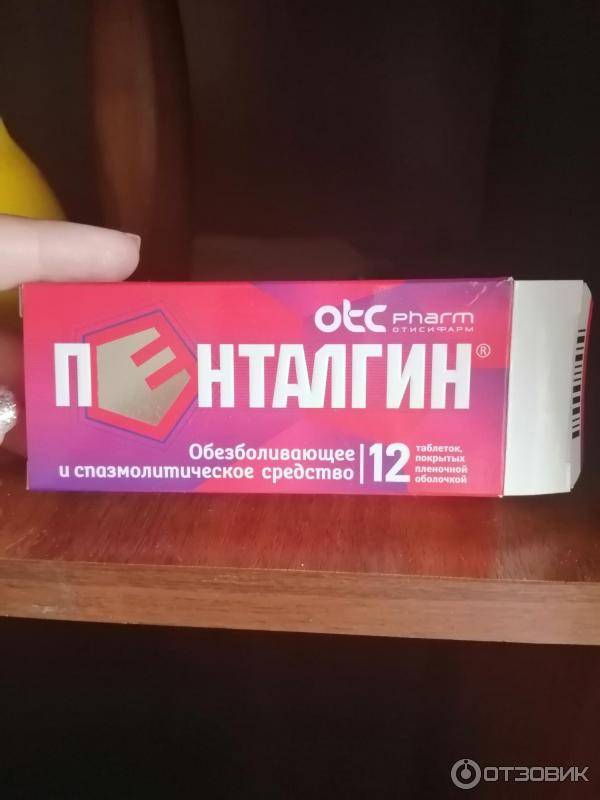 otc pharm
ОТИСИФАРМ
ПЕНТАЛГИН®
Обезболивающее
и спазмолитическое средство
12
таблеток,
покрытых
пленочной
оболочкой
ОТЗОВИК